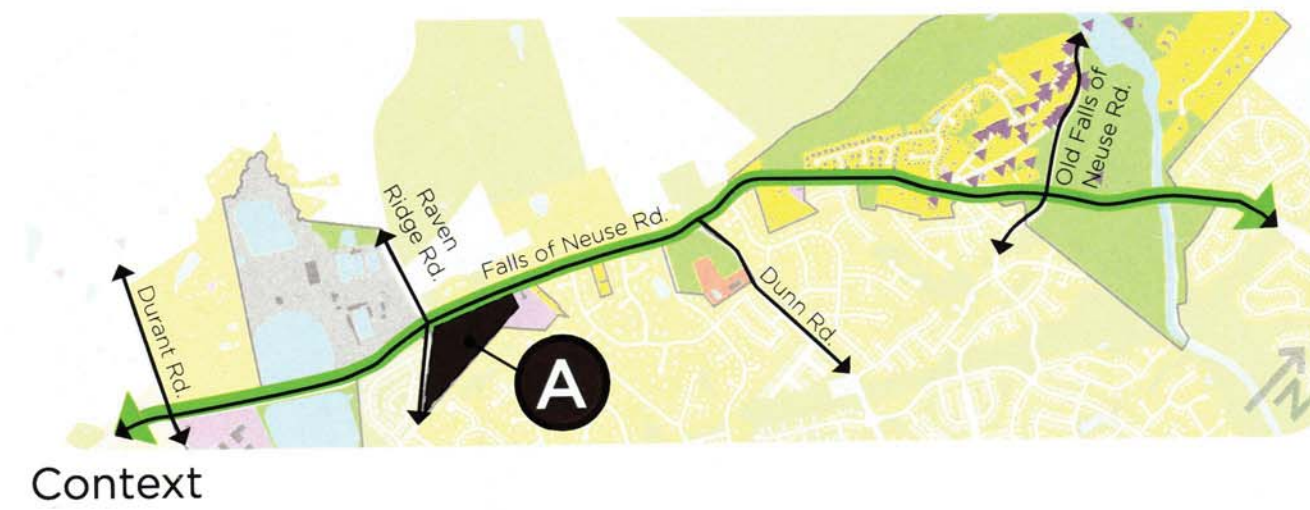 Old Falls of
Neuse Rd.
Raven
Ridge Rd.
Falls of Neuse Rd.
Dunn Rd.
Durant Rd.
A
N
Context